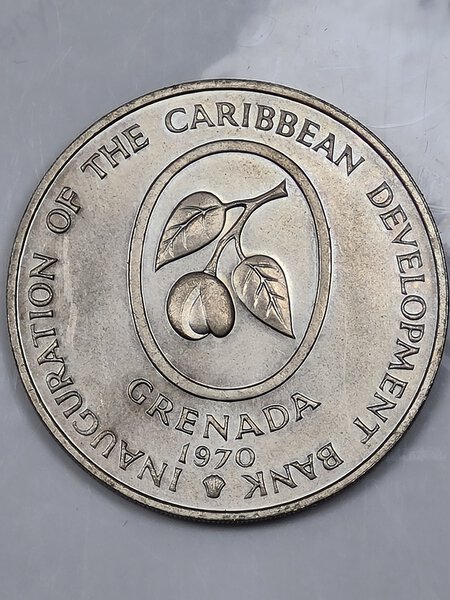 INAUGURATION OF THE CARIBBEAN DEVELOPMENT BANK
GRENADA
1970